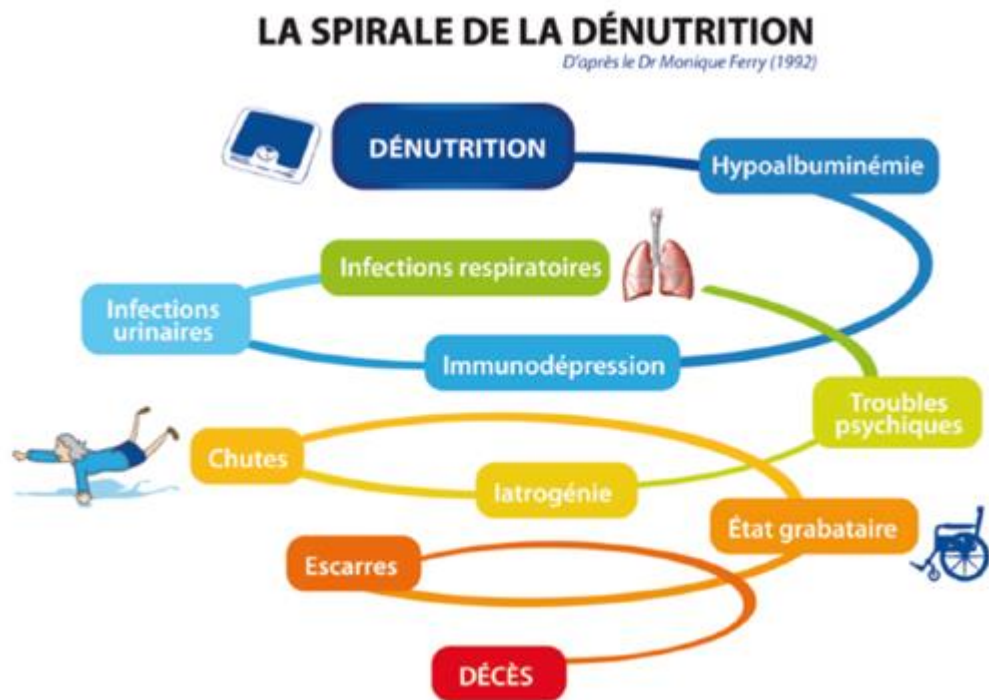 LA SPIRALE DE LA DÉNUTRITION
D'après le Dr Monique Ferry (1992)
DÉNUTRITION
Hypoalbuminémie
Infections respiratoires
Infections
urinaires
Immunodépression
Troubles
psychiques
Chutes
Iatrogénie
État grabataire
Escarres
DÉCÈS